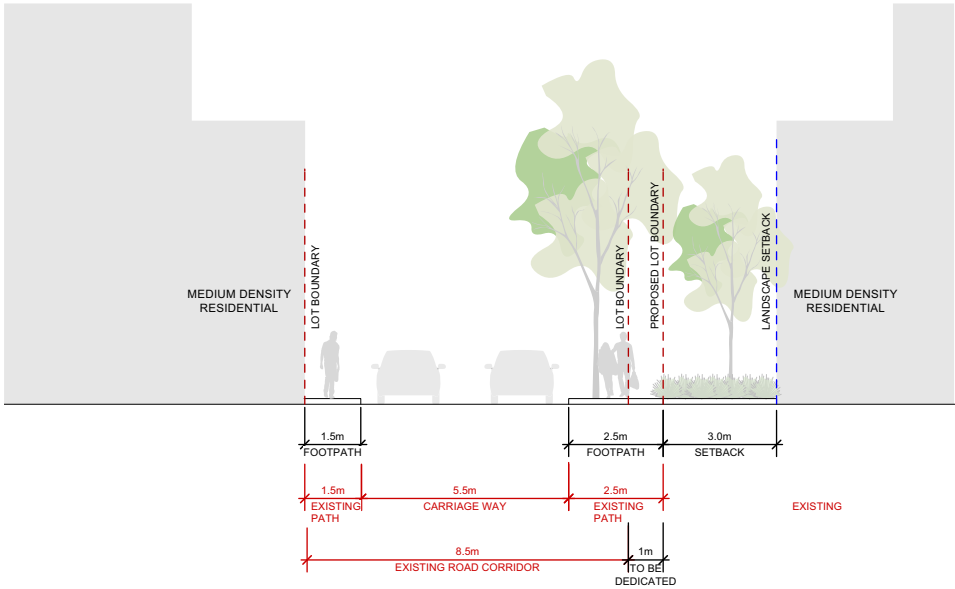 MEDIUM DENSITY
RESIDENTIAL
LOT BOUNDARY
LOT BOUNDARY
PROPOSED LOT BOUNDARY
LANDSCAPE SETBACK
MEDIUM DENSITY
RESIDENTIAL
1.5m
FOOTPATH
2.5m
FOOTPATH
3.0m
SETBACK
1.5m
EXISTING
PATH
5.5m
CARRIAGE WAY
2.5m
EXISTING
PATH
EXISTING
8.5m
EXISTING ROAD CORRIDOR
1m
TO BE
DEDICATED